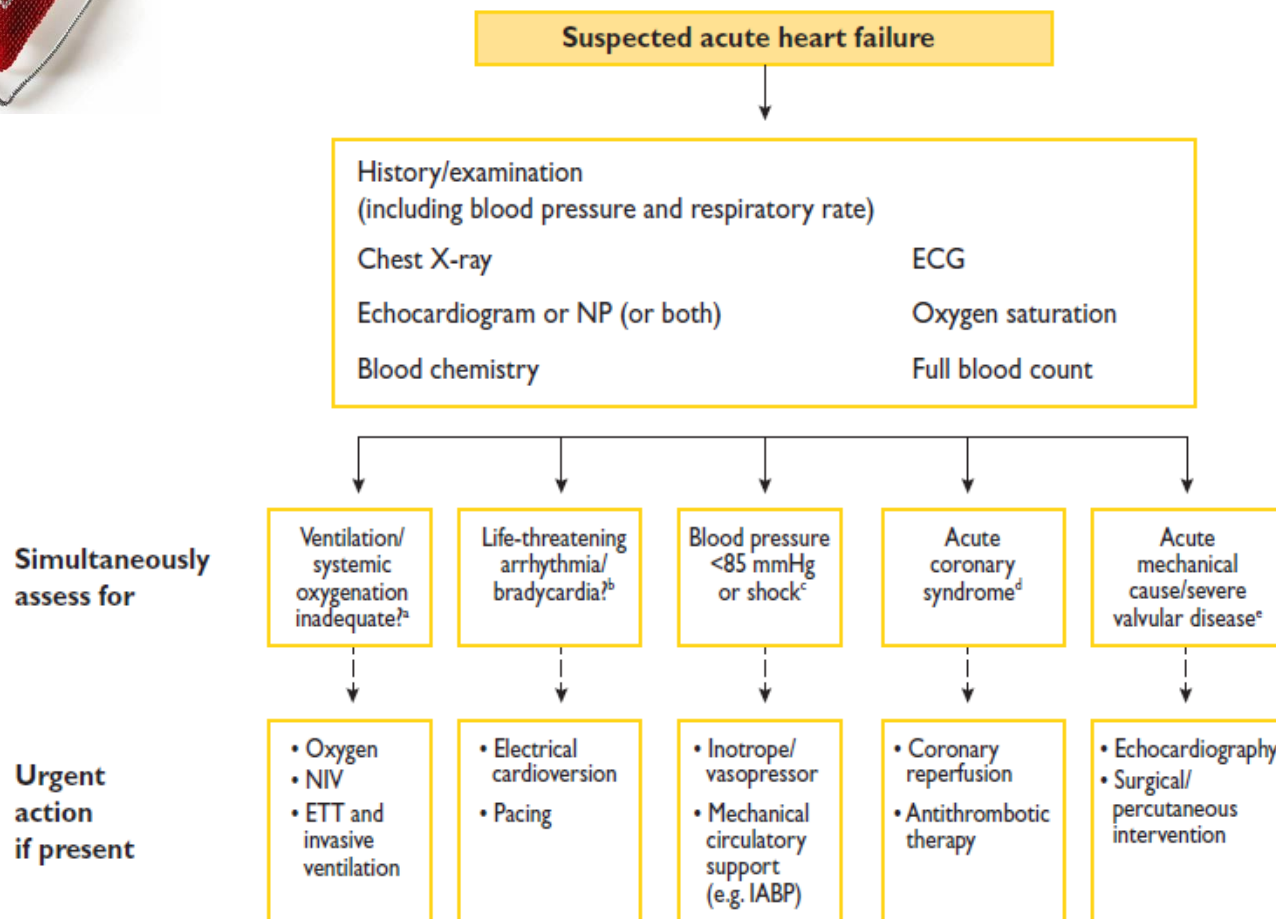 Suspected acute heart failure
History/examination
(including blood pressure and respiratory rate)
Chest X-ray
ECG
Echocardiogram or NP (or both)
Oxygen saturation
Blood chemistry
Full blood count
Simultaneously
assess for
Ventilation/
systemic
oxygenation
inadequate?ᵃ
Life-threatening
arrhythmia/
bradycardia?ᵇ
Blood pressure
<85 mmHg
or shockᶜ
Acute
coronary
syndromeᵈ
Acute
mechanical
cause/severe
valvular diseaseᵉ
Urgent
action
if present
• Oxygen
• NIV
• ETT and
invasive
ventilation
• Electrical
cardioversion
• Pacing
• Inotrope/
vasopressor
• Mechanical
circulatory
support
(e.g. IABP)
• Coronary
reperfusion
• Antithrombotic
therapy
• Echocardiography
• Surgical/
percutaneous
intervention